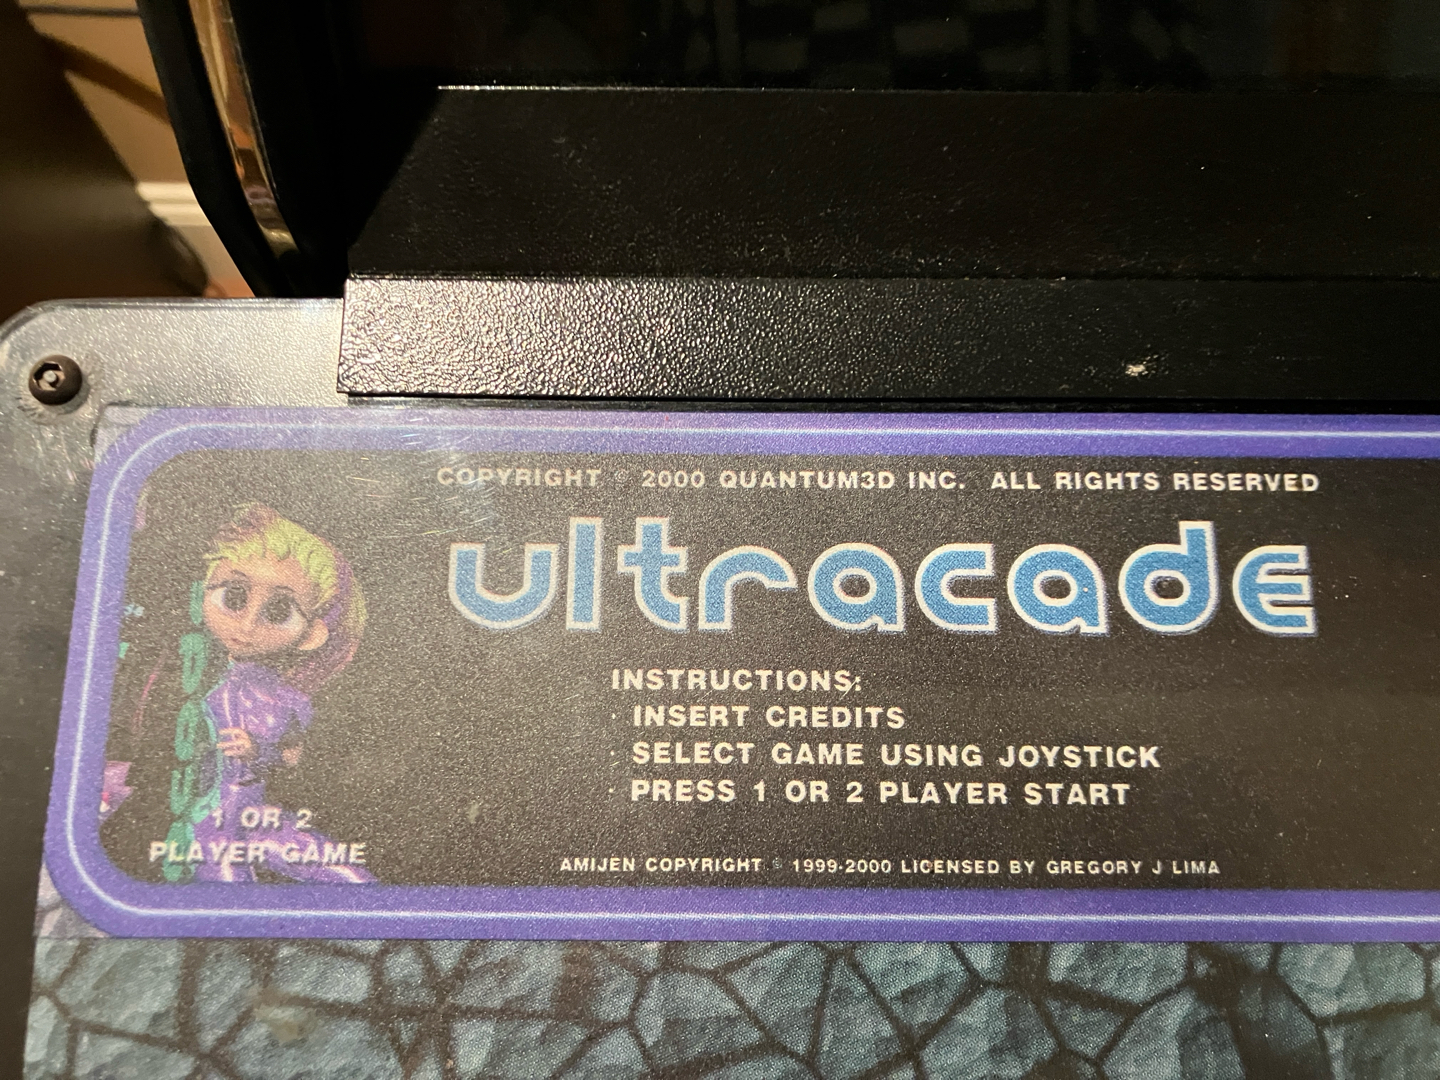 COPYRIGHT © 2000 QUANTUM3D INC. ALL RIGHTS RESERVED
ultracade
INSTRUCTIONS:
· INSERT CREDITS
· SELECT GAME USING JOYSTICK
· PRESS 1 OR 2 PLAYER START
1 OR 2
PLAYER GAME
AMIJEN COPYRIGHT © 1999-2000 LICENSED BY GREGORY J LIMA